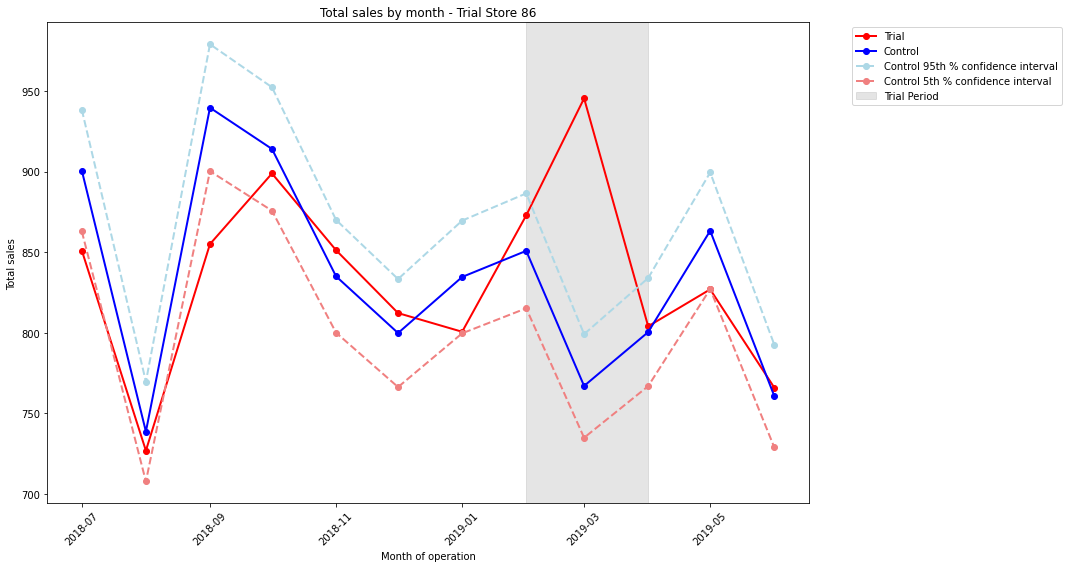 Total sales by month - Trial Store 86
Trial
Control
Control 95th % confidence interval
Control 5th % confidence interval
Trial Period
Total sales
950
900
850
800
750
700
2018-07
2018-09
2018-11
2019-01
2019-03
2019-05
Month of operation